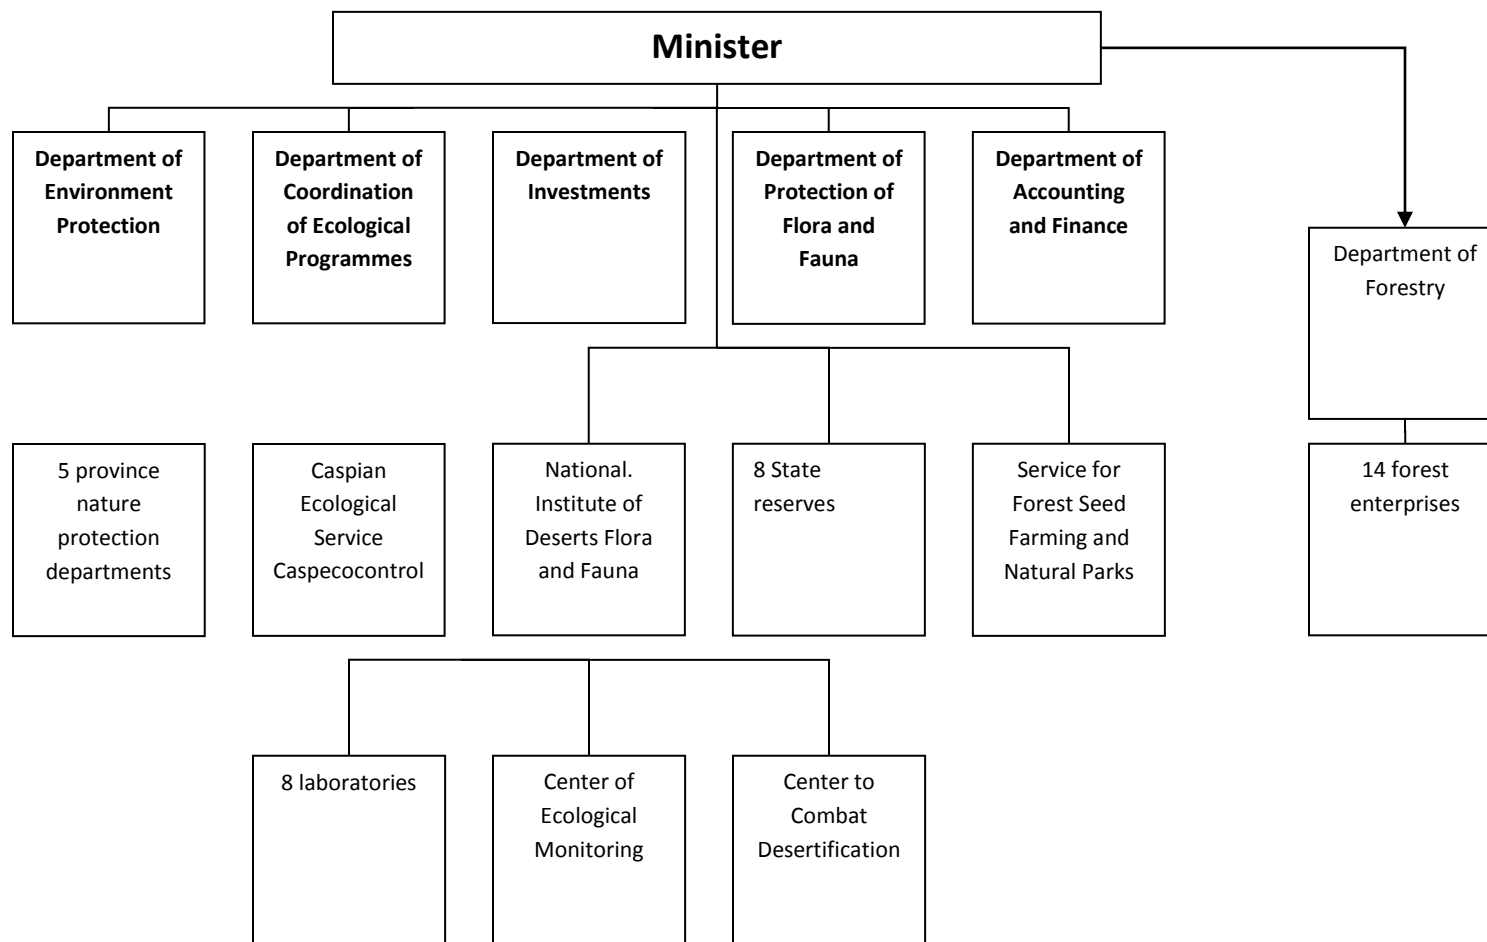 Minister
Department of
Environment
Protection
Department of
Coordination
of Ecological
Programmes
Department of
Investments
Department of
Protection of
Flora and
Fauna
Department of
Accounting
and Finance
Department of
Forestry
5 province
nature
protection
departments
Caspian
Ecological
Service
Caspecocontrol
National.
Institute of
Deserts Flora
and Fauna
8 State
reserves
Service for
Forest Seed
Farming and
Natural Parks
14 forest
enterprises
8 laboratories
Center of
Ecological
Monitoring
Center to
Combat
Desertification